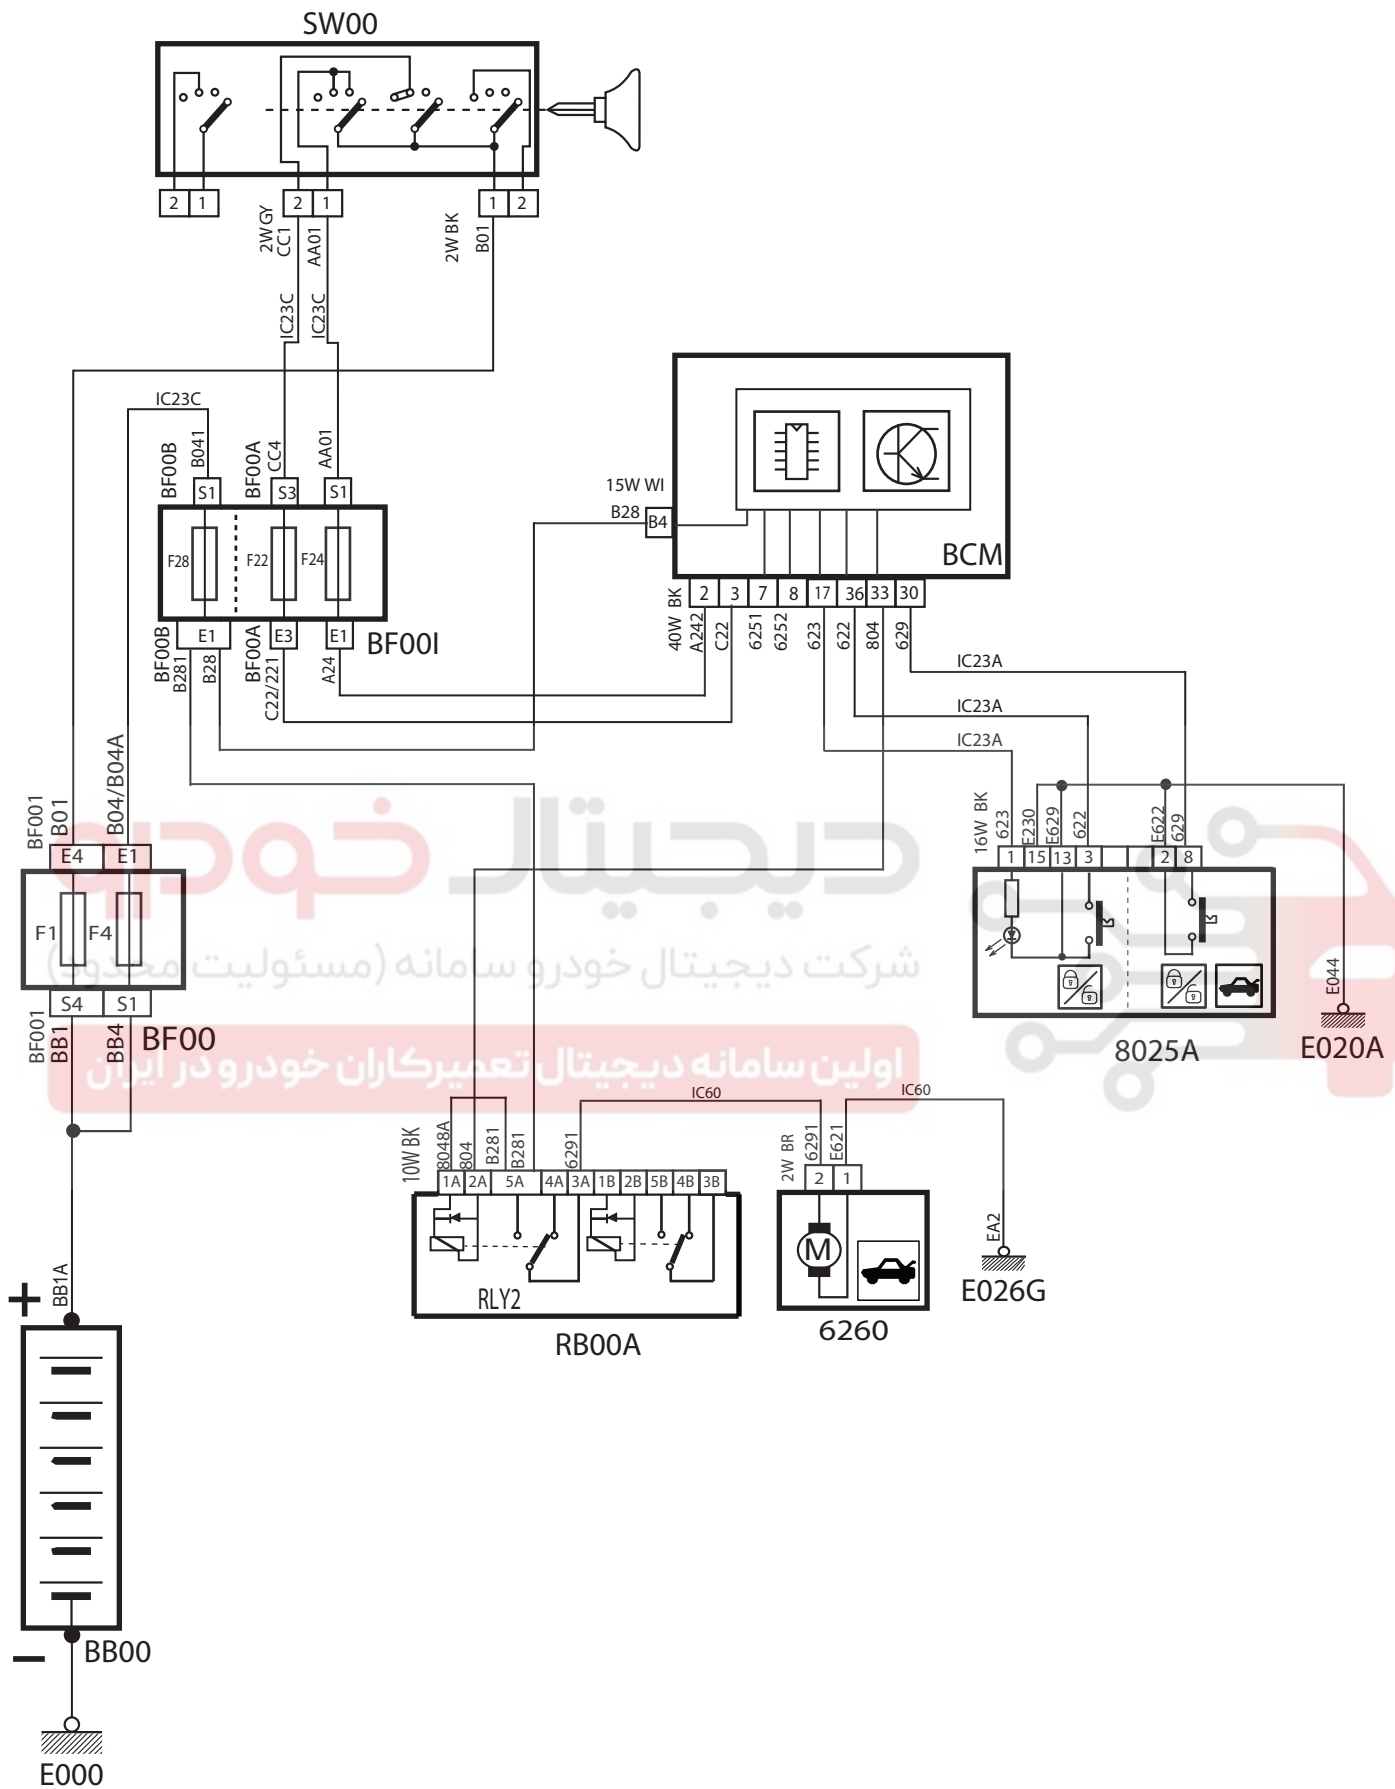 SW00
2 1
2 1
1 2
2W GY
CC1
AA01
2W BK
B01
IC23C
IC23C
IC23C
BF00B
B041
BF00A
CC4
AA01
S1
S3
S1
F28
F22
F24
E1
E3
E1
BF00I
BF00B
B281
B28
BF00A
C22/221
A24
15W WI
B28
B4
BCM
2 3 7 8 17 36 33 30
40W BK
A242
C22
6251
6252
623
622
804
629
IC23A
IC23A
IC23A
BF001
B01
B04/B04A
E4
E1
F1
F4
S4
S1
BF001
BB1
BB4
BF00
16W BK
623
E230
E629
622
E622
629
1 15 13 3 2 8
8025A
E044
E020A
دیجیتال خودرو
شرکت دیجیتال خودرو سامانه (مسئولیت محدود)
اولین سامانه دیجیتال تعمیرکاران خودرو در ایران
IC60
IC60
10W BK
8048A
804
B281
B281
6291
1A 2A 5A 4A 3A 1B 2B 5B 4B 3B
RLY2
RB00A
2W BR
6291
E621
2 1
M
6260
EA2
E026G
BB1A
+
−
BB00
E000